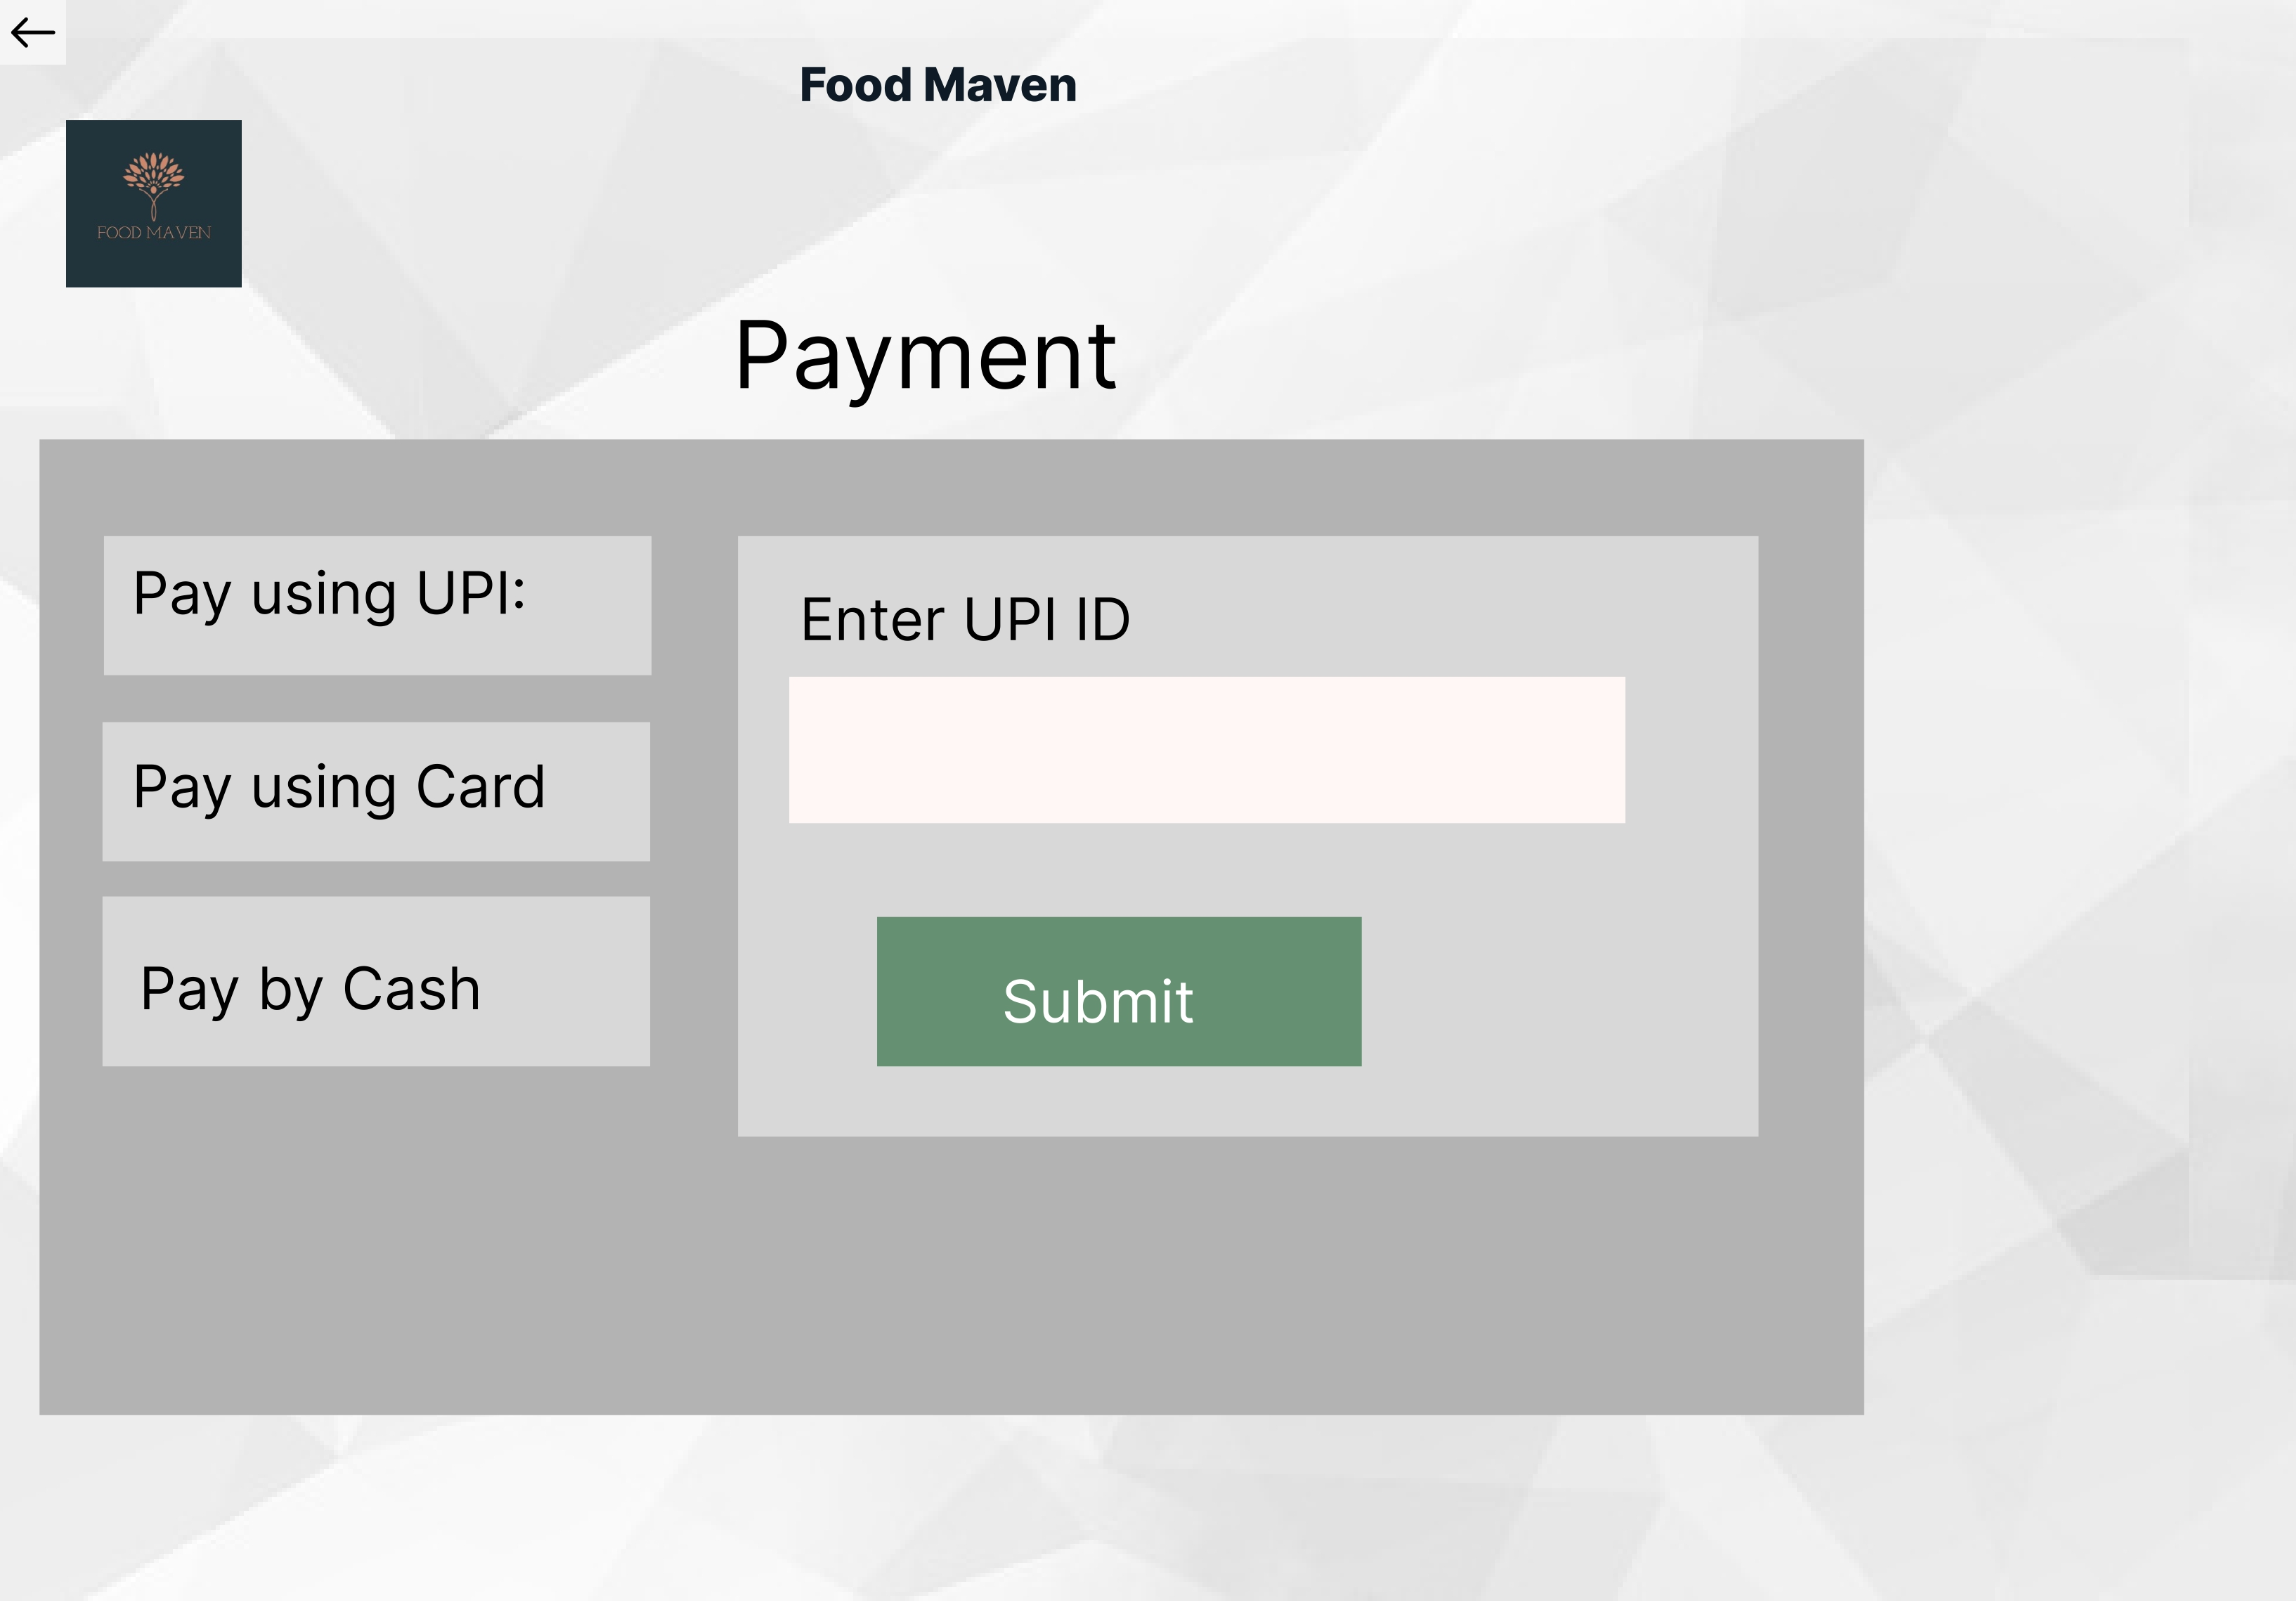 Food Maven
FOOD MAVEN
Payment
Pay using UPI:
Pay using Card
Pay by Cash
Enter UPI ID
Submit